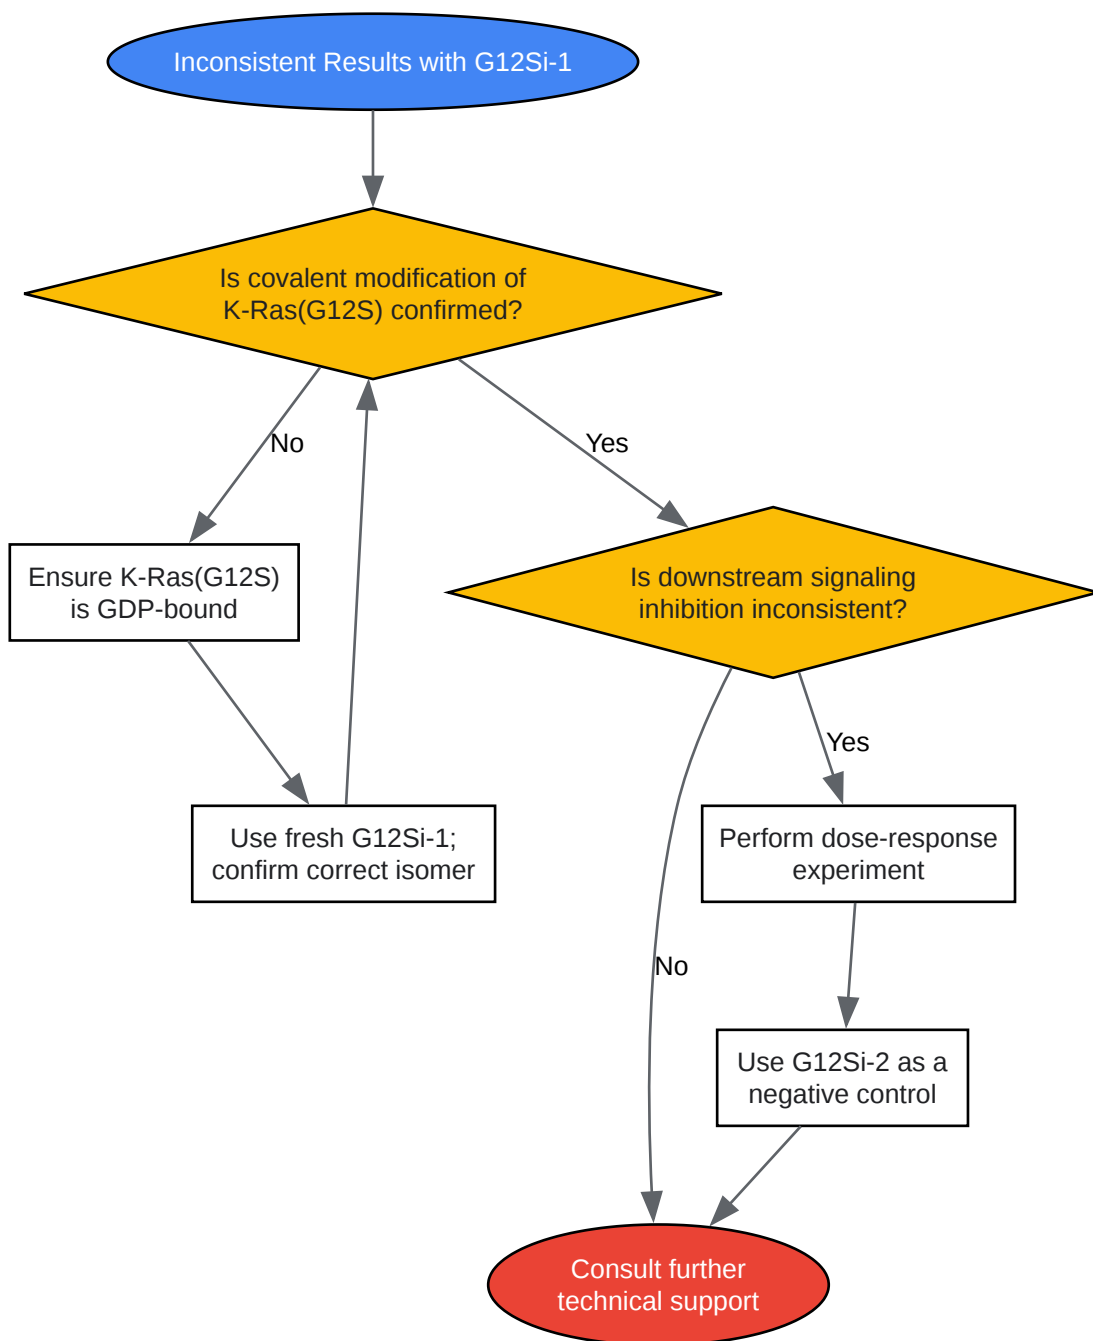 Inconsistent Results with G12Si-1
Is covalent modification of
K-Ras(G12S) confirmed?
No
Yes
Ensure K-Ras(G12S)
is GDP-bound
Is downstream signaling
inhibition inconsistent?
Yes
Use fresh G12Si-1;
confirm correct isomer
Perform dose-response
experiment
No
Use G12Si-2 as a
negative control
Consult further
technical support